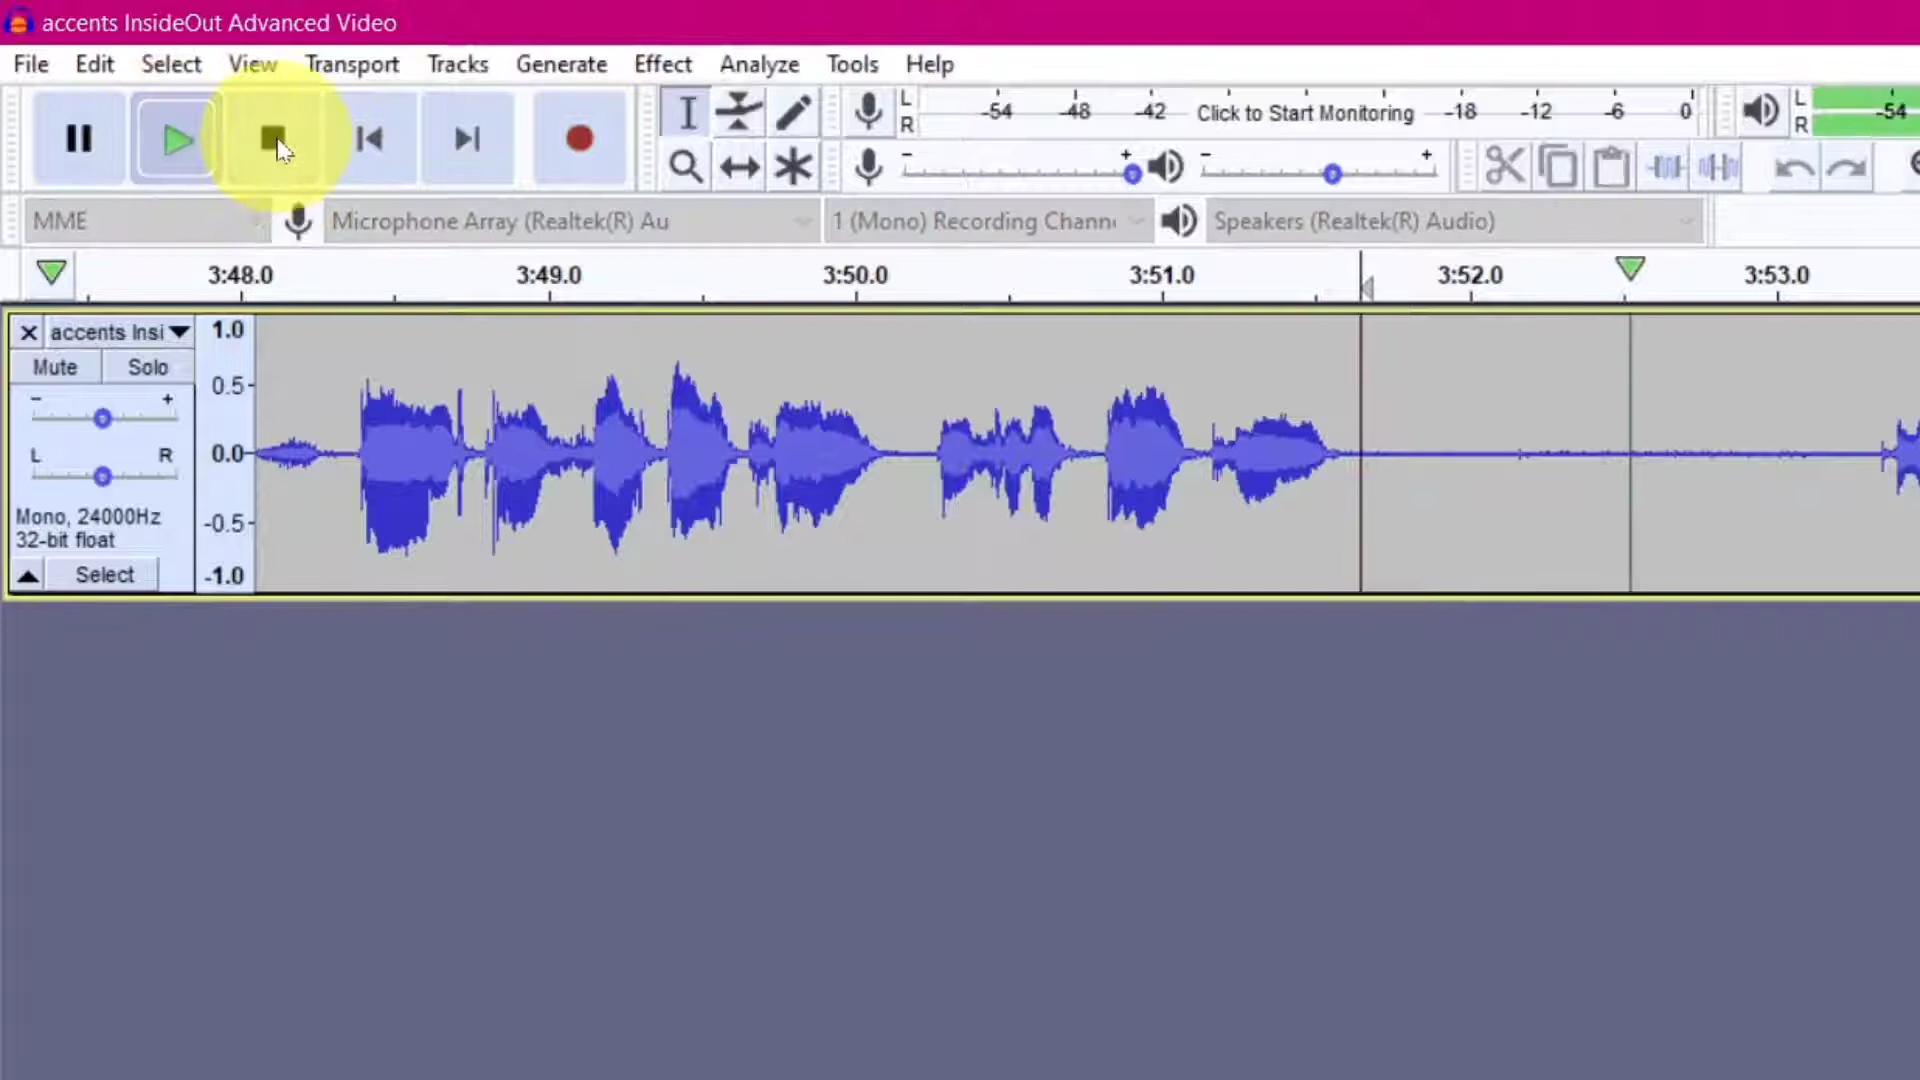 accents InsideOut Advanced Video
File Edit Select View Transport Tracks Generate Effect Analyze Tools Help
L R -54 -48 -42 Click to Start Monitoring -18 -12 -6 0 L R -54
- + - +
MME Microphone Array (Realtek(R) Au 1 (Mono) Recording Chann Speakers (Realtek(R) Audio)
3:48.0 3:49.0 3:50.0 3:51.0 3:52.0 3:53.0
accents Insi 1.0
Mute Solo
- + 0.5
L R 0.0
Mono, 24000Hz -0.5
32-bit float
Select -1.0